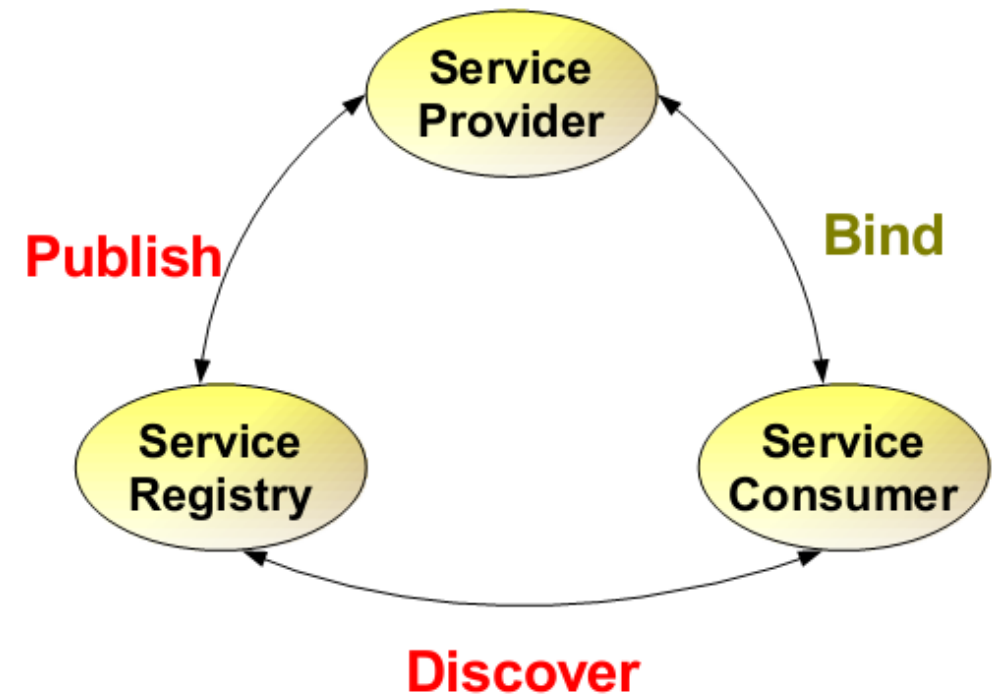 Service
Provider
Publish
Bind
Service
Registry
Service
Consumer
Discover